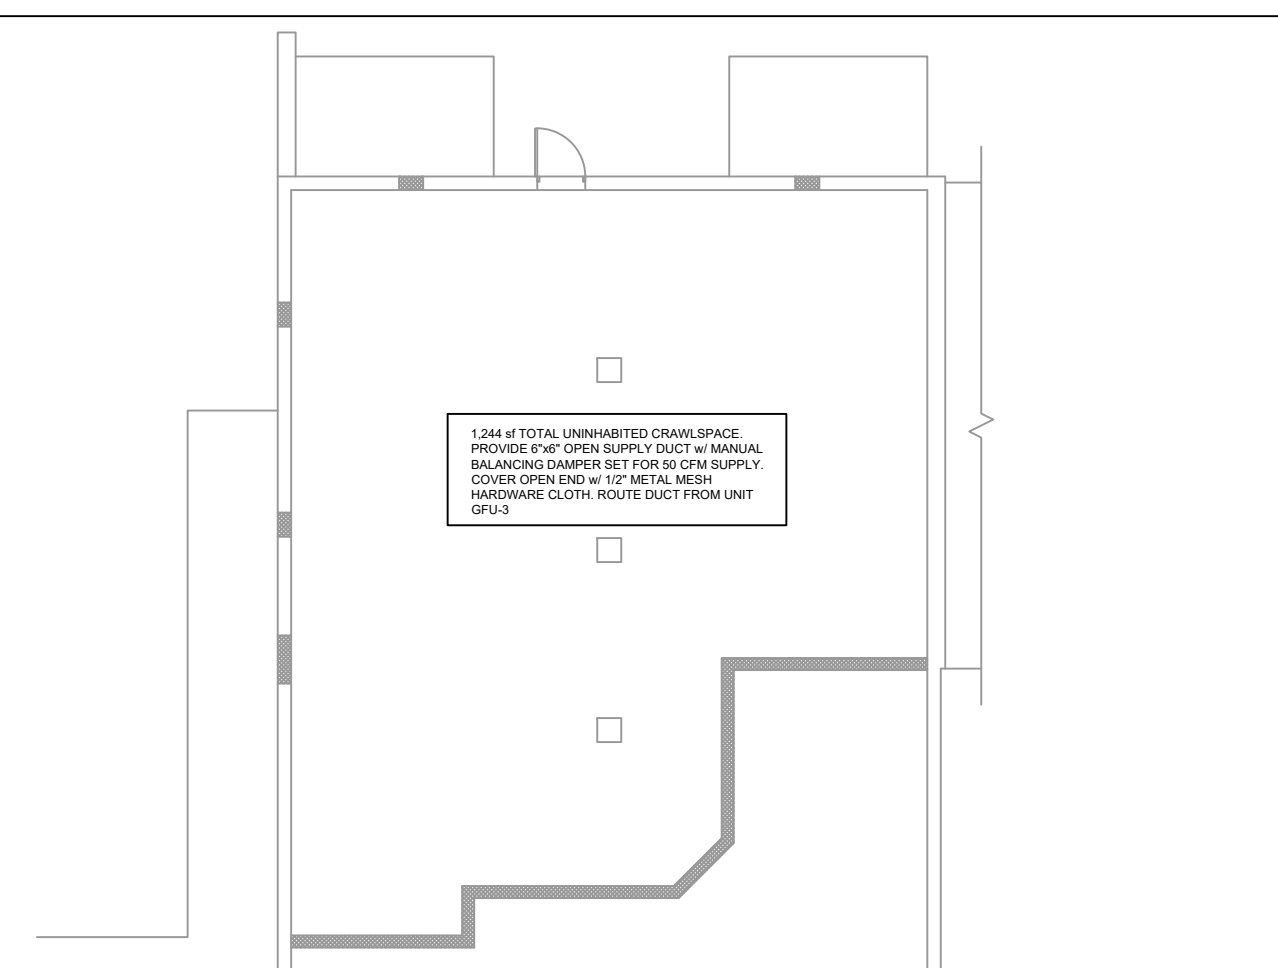 1,244 sf TOTAL UNINHABITED CRAWLSPACE.
PROVIDE 6"x6" OPEN SUPPLY DUCT w/ MANUAL
BALANCING DAMPER SET FOR 50 CFM SUPPLY.
COVER OPEN END w/ 1/2" METAL MESH
HARDWARE CLOTH. ROUTE DUCT FROM UNIT
GFU-3